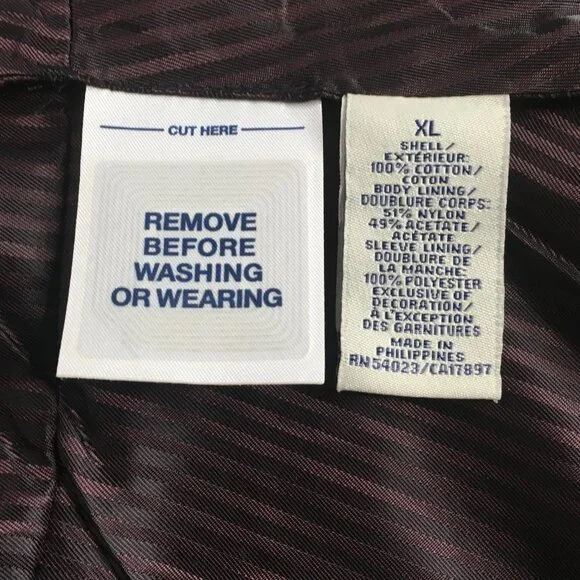 CUT HERE
REMOVE
BEFORE
WASHING
OR WEARING
XL
SHELL/
EXTÉRIEUR:
100% COTTON/
COTON
BODY LINING/
DOUBLURE CORPS:
51% NYLON
49% ACETATE/
ACÉTATE
SLEEVE LINING/
DOUBLURE DE
LA MANCHE:
100% POLYESTER
EXCLUSIVE OF
DECORATION/
À L'EXCEPTION
DES GARNITURES
MADE IN
PHILIPPINES
RN54023/CA17897